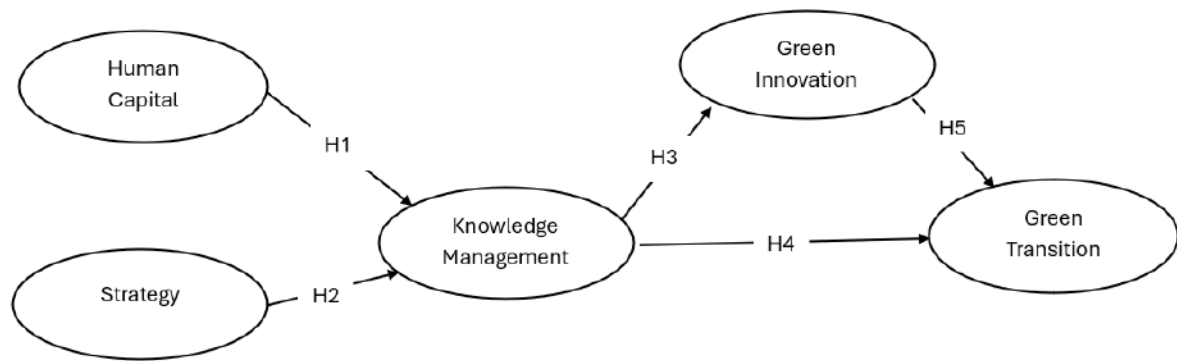 Human
Capital
H1
Strategy
H2
Knowledge
Management
H3
Green
Innovation
H4
H5
Green
Transition